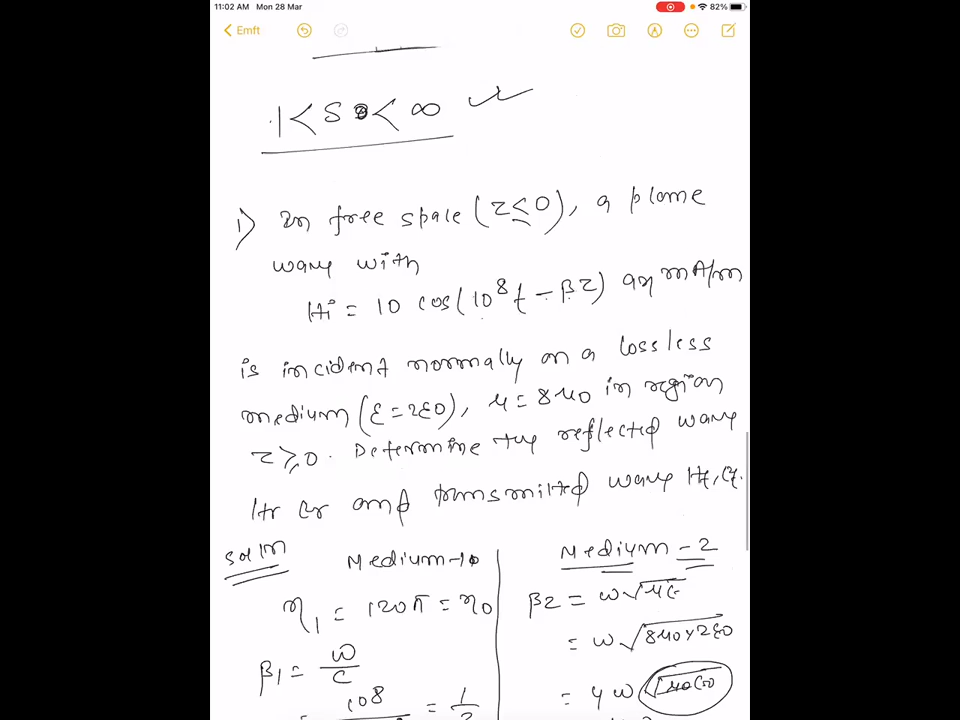 11:02 AM Mon 28 Mar
82%
Emft
1 < S < ∞
1) In free space (z ≤ 0), a plane
wave with
Hi = 10 cos(10⁸t - βz) ax mA/m
is incident normally on a lossless
medium (ε = 2ε0), μ = 8μ0 in region
z ≥ 0. Determine the reflected wave
Hr Er and transmitted wave Ht, Et.
Soln
Medium-1
Medium-2
η1 = 120π = η0
β2 = ω√με
= ω√8μ0×2ε0
β1 = ω/c
= 4ω √μ0ε0
10⁸ = 1